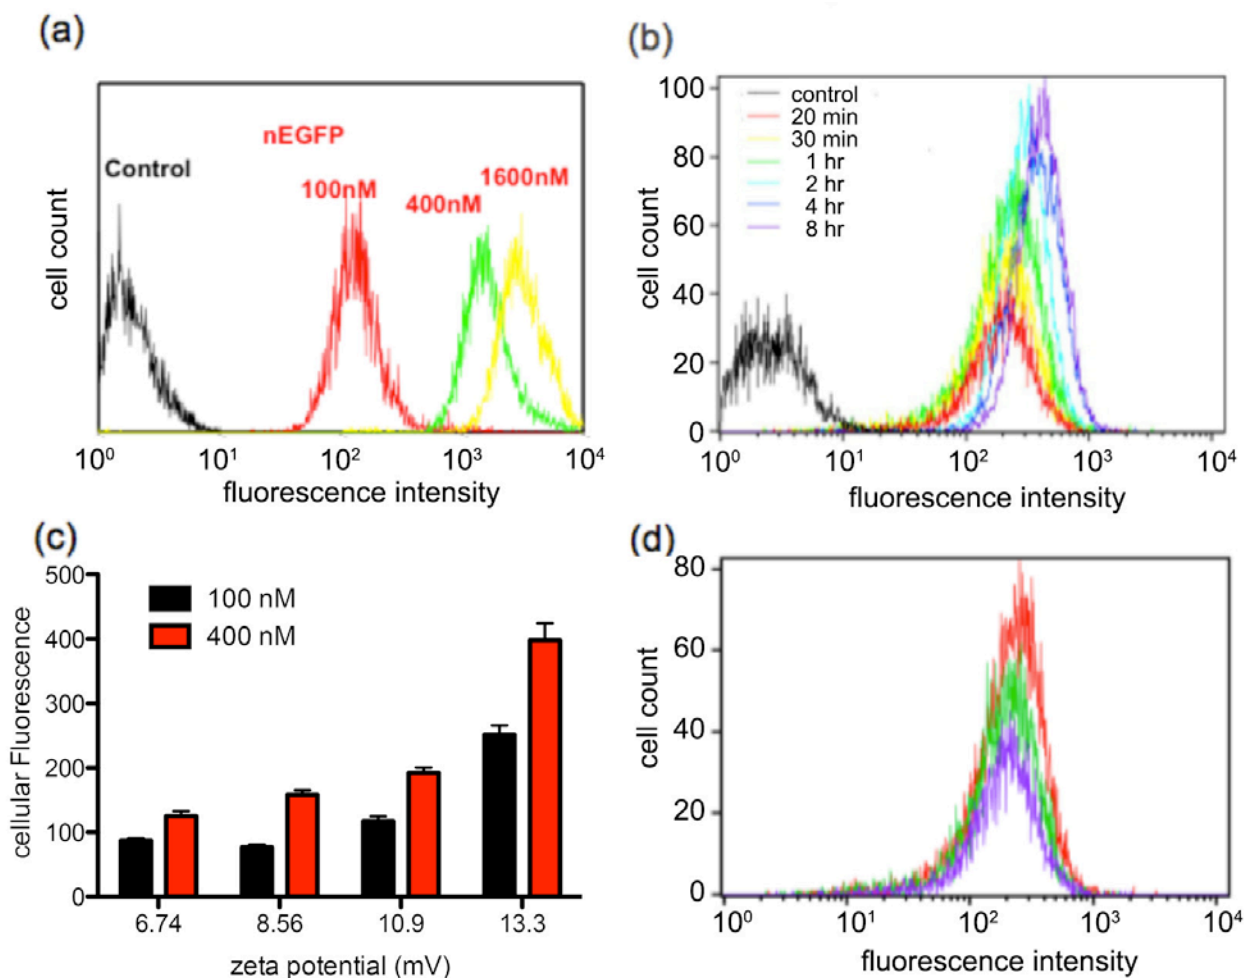 (a)
nEGFP
Control
100nM
400nM
1600nM
cell count
10⁰ 10¹ 10² 10³ 10⁴
fluorescence intensity
(b)
100
80
60
40
20
0
control
20 min
30 min
1 hr
2 hr
4 hr
8 hr
cell count
10⁰ 10¹ 10² 10³ 10⁴
fluorescence intensity
(c)
500
400
300
200
100
0
100 nM
400 nM
cellular Fluorescence
6.74 8.56 10.9 13.3
zeta potential (mV)
(d)
80
60
40
20
0
cell count
10⁰ 10¹ 10² 10³ 10⁴
fluorescence intensity